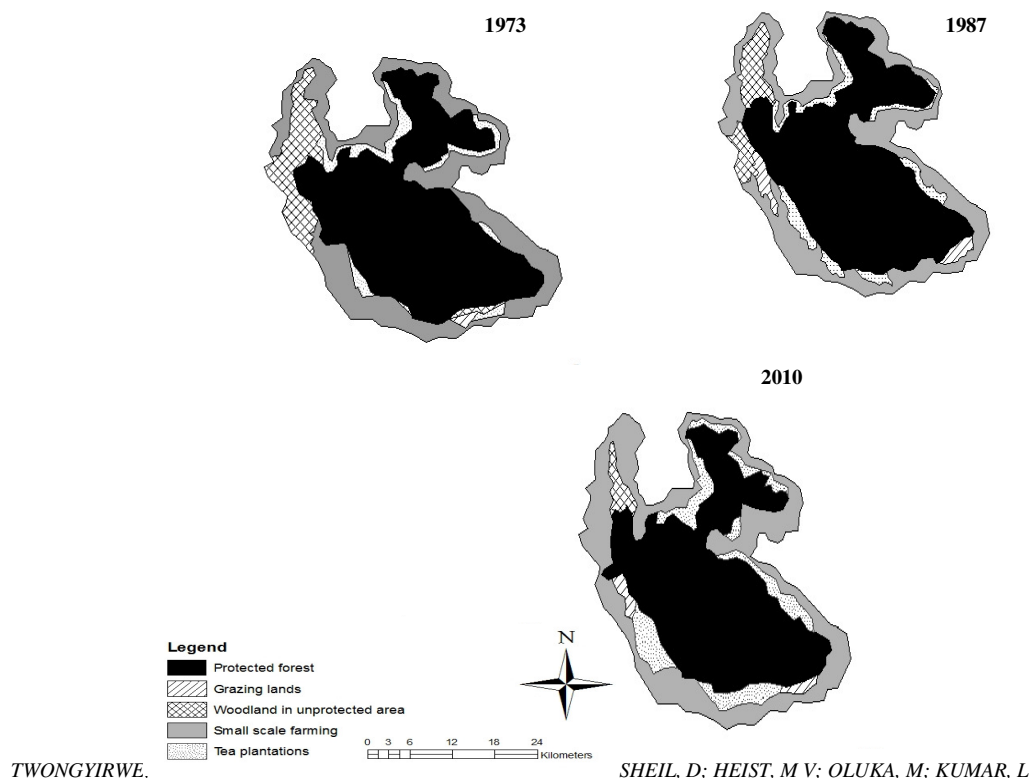 1973
1987
2010
N
Legend
Protected forest
Grazing lands
Woodland in unprotected area
Small scale farming
Tea plantations
0 3 6 12 18 24
Kilometers
TWONGYIRWE. SHEIL, D; HEIST, M V; OLUKA, M; KUMAR, L